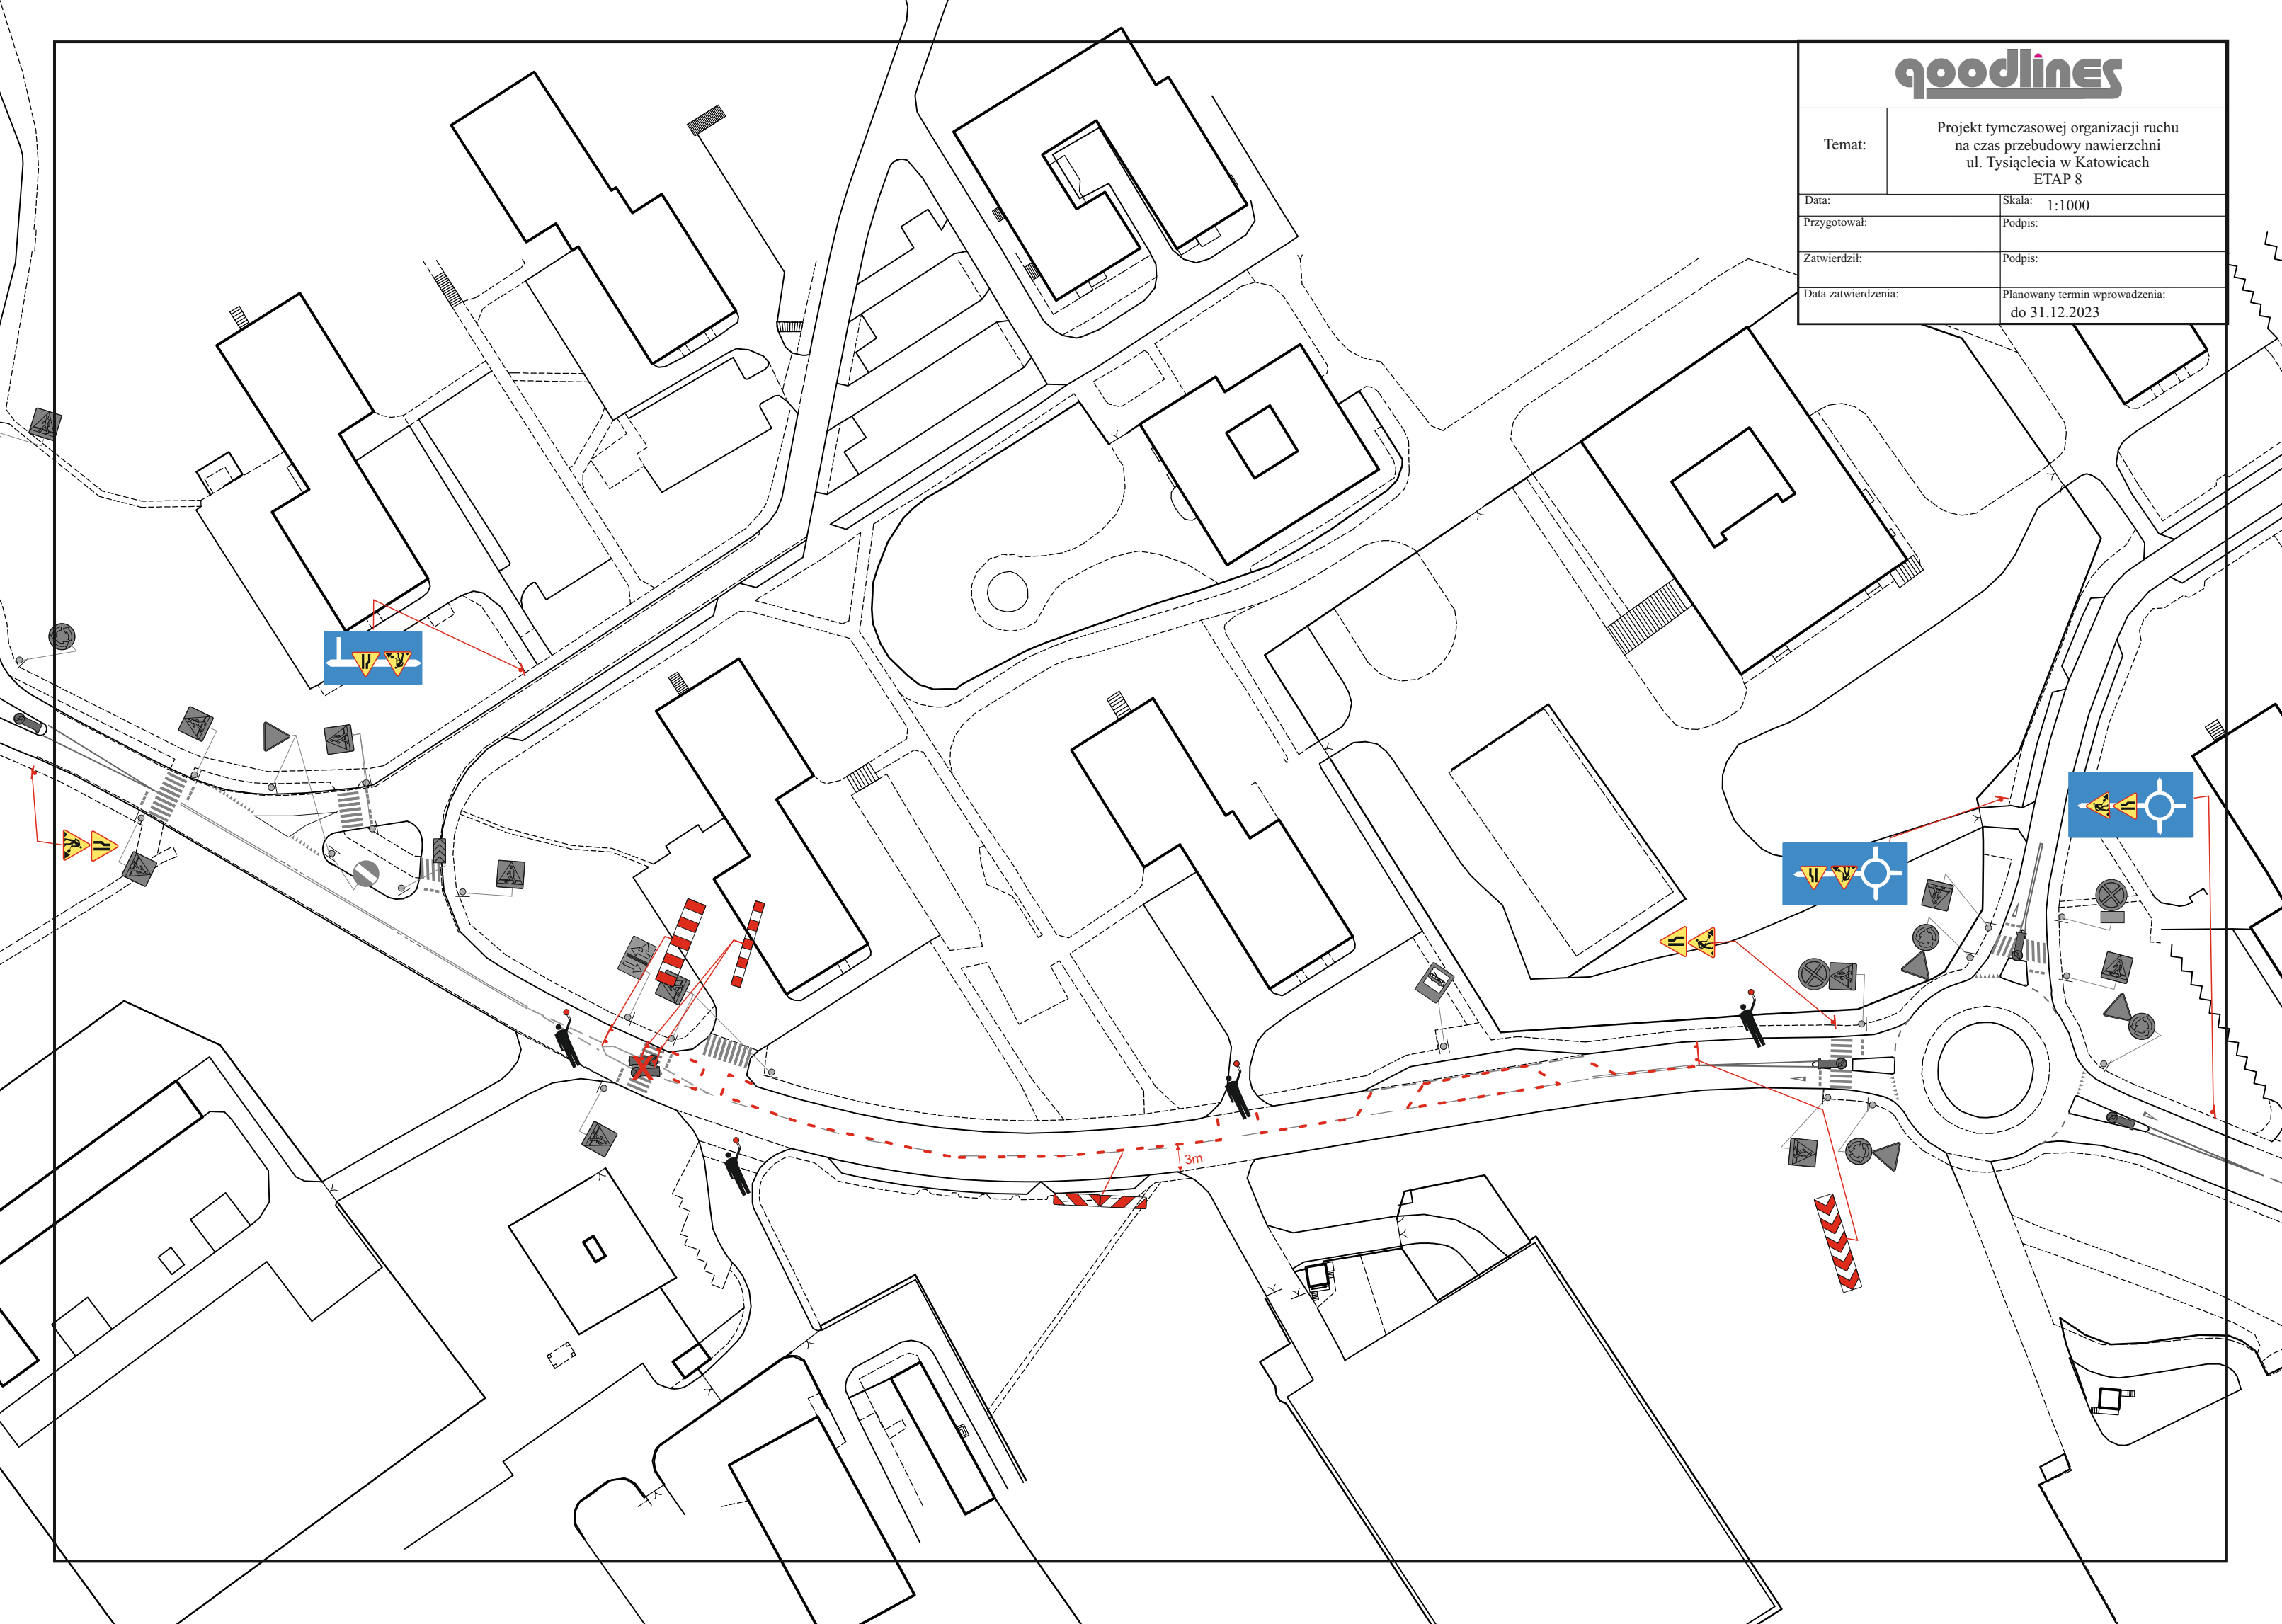 goodlines
Temat:
Projekt tymczasowej organizacji ruchu
na czas przebudowy nawierzchni
ul. Tysiąclecia w Katowicach
ETAP 8
Data:
Skala: 1:1000
Przygotował:
Podpis:
Zatwierdził:
Podpis:
Data zatwierdzenia:
Planowany termin wprowadzenia:
do 31.12.2023
3m